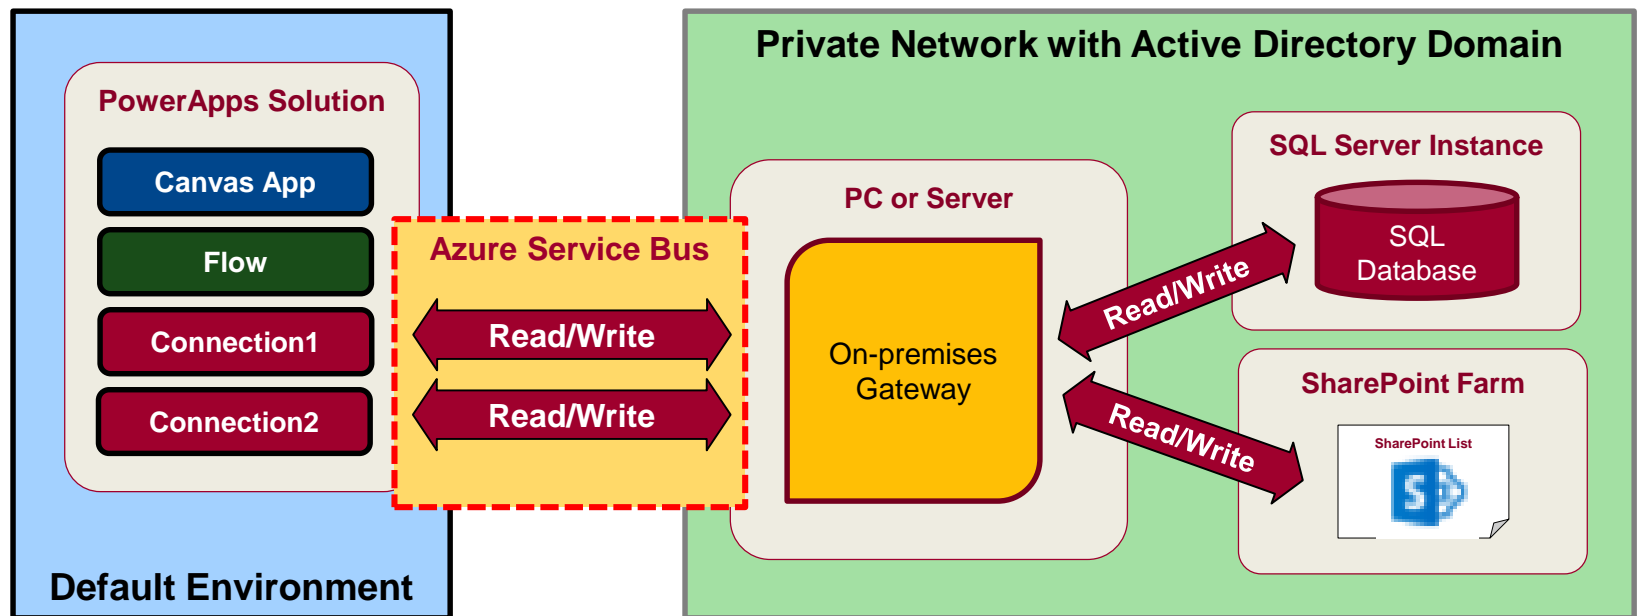 Private Network with Active Directory Domain
PowerApps Solution
Canvas App
Flow
Connection1
Connection2
Default Environment
Azure Service Bus
Read/Write
Read/Write
PC or Server
On-premises
Gateway
Read/Write
Read/Write
SQL Server Instance
SQL
Database
SharePoint Farm
SharePoint List
S